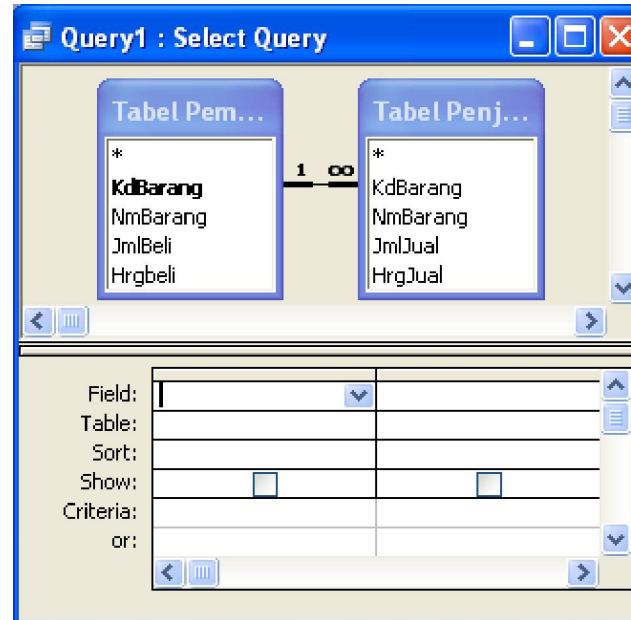 Query1 : Select Query
Tabel Pem...
*
KdBarang
NmBarang
JmlBeli
Hrgbeli
1 ∞
Tabel Penj...
*
KdBarang
NmBarang
JmlJual
HrgJual
Field:
Table:
Sort:
Show:
Criteria:
or: